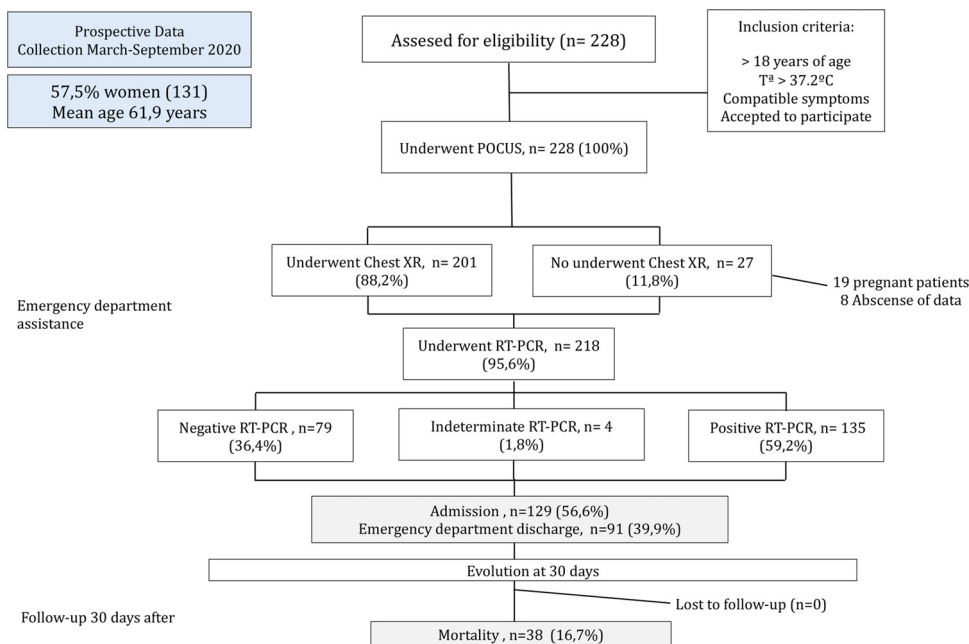 Prospective Data
Collection March-September 2020
57,5% women (131)
Mean age 61,9 years
Assesed for eligibility (n= 228)
Inclusion criteria:
> 18 years of age
Tª > 37.2ºC
Compatible symptoms
Accepted to participate
Underwent POCUS, n= 228 (100%)
Underwent Chest XR,  n= 201
(88,2%)
No underwent Chest XR,  n= 27
(11,8%)
19 pregnant patients
8 Abscense of data
Emergency department
assistance
Underwent RT-PCR,  n= 218
(95,6%)
Negative RT-PCR , n=79
(36,4%)
Indeterminate RT-PCR, n= 4
(1,8%)
Positive RT-PCR, n= 135
(59,2%)
Admission , n=129 (56,6%)
Emergency department discharge,  n=91 (39,9%)
Evolution at 30 days
Lost to follow-up (n=0)
Follow-up 30 days after
Mortality , n=38  (16,7%)